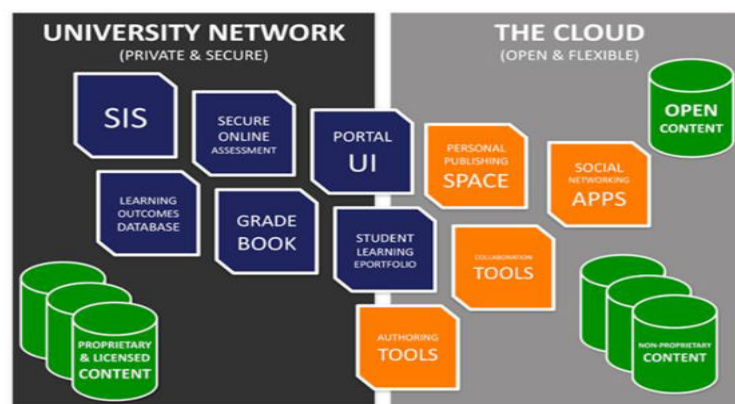 UNIVERSITY NETWORK
(PRIVATE & SECURE)
THE CLOUD
(OPEN & FLEXIBLE)
SIS
SECURE
ONLINE
ASSESSMENT
PORTAL
UI
PERSONAL
PUBLISHING
SPACE
SOCIAL
NETWORKING
APPS
OPEN
CONTENT
LEARNING
OUTCOMES
DATABASE
GRADE
BOOK
STUDENT
LEARNING
EPORTFOLIO
COLLABORATION
TOOLS
AUTHORING
TOOLS
PROPRIETARY
& LICENSED
CONTENT
NON-PROPRIETARY
CONTENT